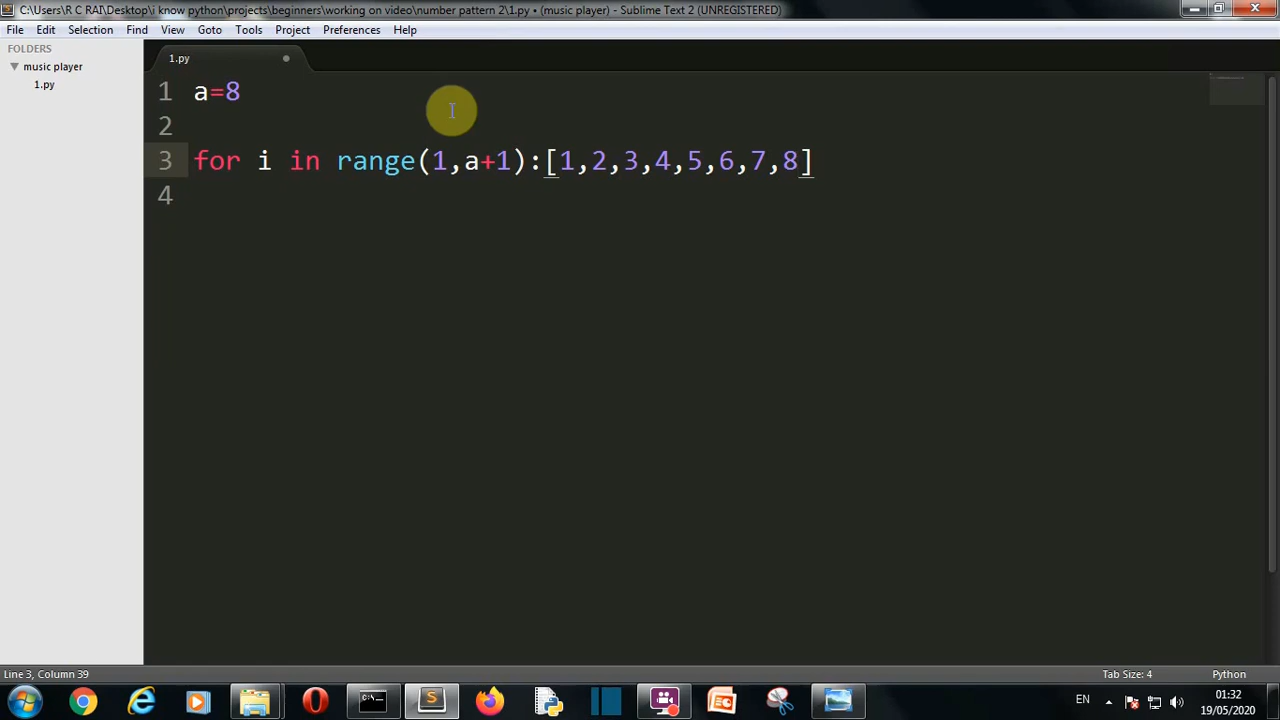 C:\Users\R C RAI\Desktop\i know python\projects\beginners\working on video\number pattern 2\1.py • (music player) - Sublime Text 2 (UNREGISTERED)
File Edit Selection Find View Goto Tools Project Preferences Help
FOLDERS
music player
1.py
1.py
1 a=8
2
3 for i in range(1,a+1):[1,2,3,4,5,6,7,8]
4
Line 3, Column 39
Tab Size: 4
Python
EN
01:32
19/05/2020